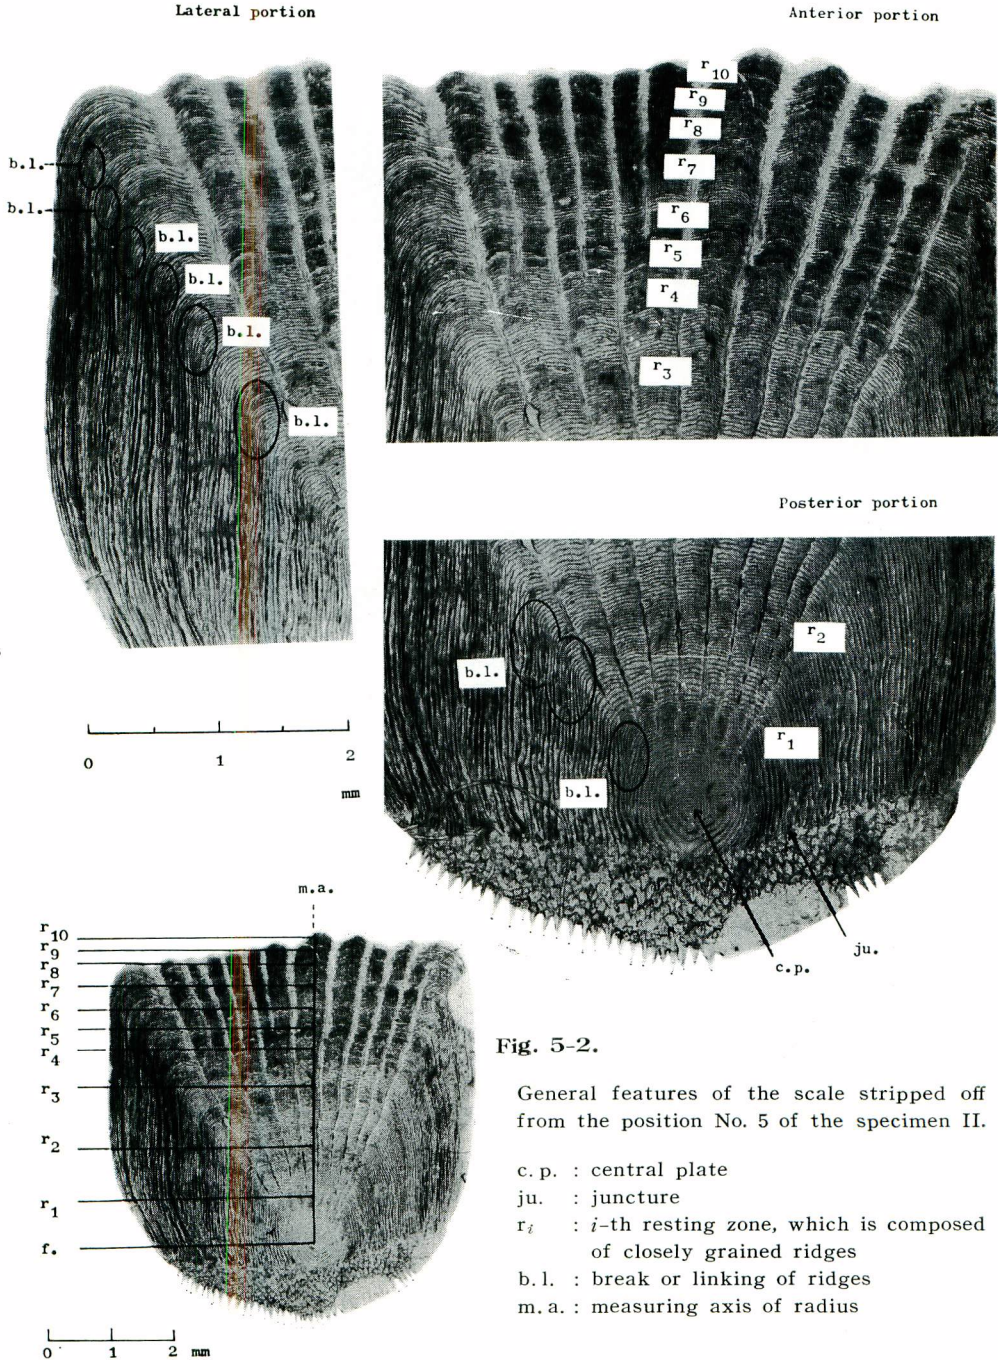 Lateral portion
Anterior portion
b.l.
b.l.
b.l.
b.l.
b.l.
b.l.
0 1 2
mm
r10
r9
r8
r7
r6
r5
r4
r3
Posterior portion
r2
r1
b.l.
b.l.
c.p.
ju.
m.a.
r10
r9
r8
r7
r6
r5
r4
r3
r2
r1
f.
0 1 2 mm
Fig. 5-2.
General features of the scale stripped off
from the position No. 5 of the specimen II.
c. p. : central plate
ju. : juncture
ri : i-th resting zone, which is composed
of closely grained ridges
b. l. : break or linking of ridges
m. a. : measuring axis of radius